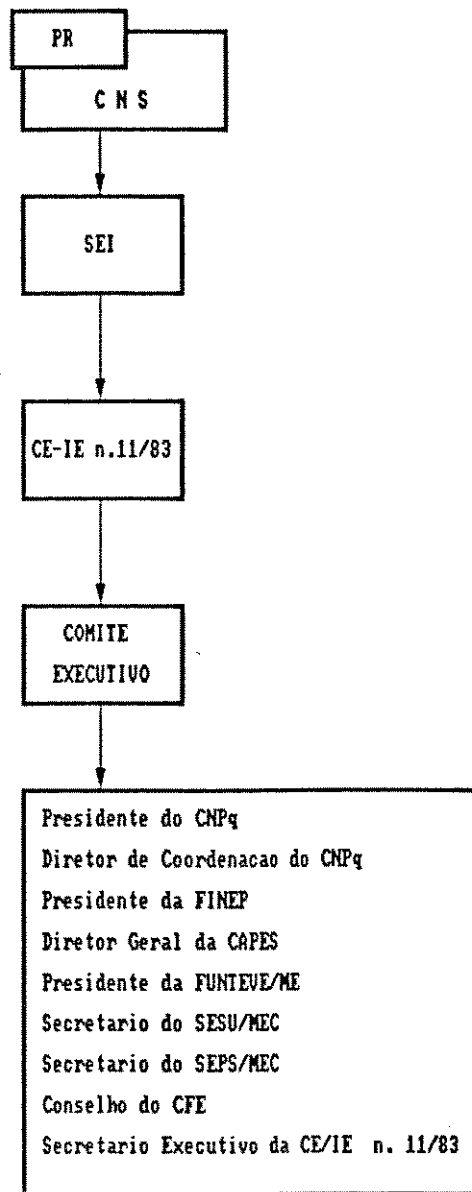 PR
C N S
SEI
CE-IE n.11/83
COMITE
EXECUTIVO
Presidente do CNPq
Diretor de Coordenacao do CNPq
Presidente da FINEP
Diretor Geral da CAPES
Presidente da FUNTEVE/ME
Secretario do SESU/MEC
Secretario do SEPS/MEC
Conselho do CFE
Secretario Executivo da CE/IE n. 11/83